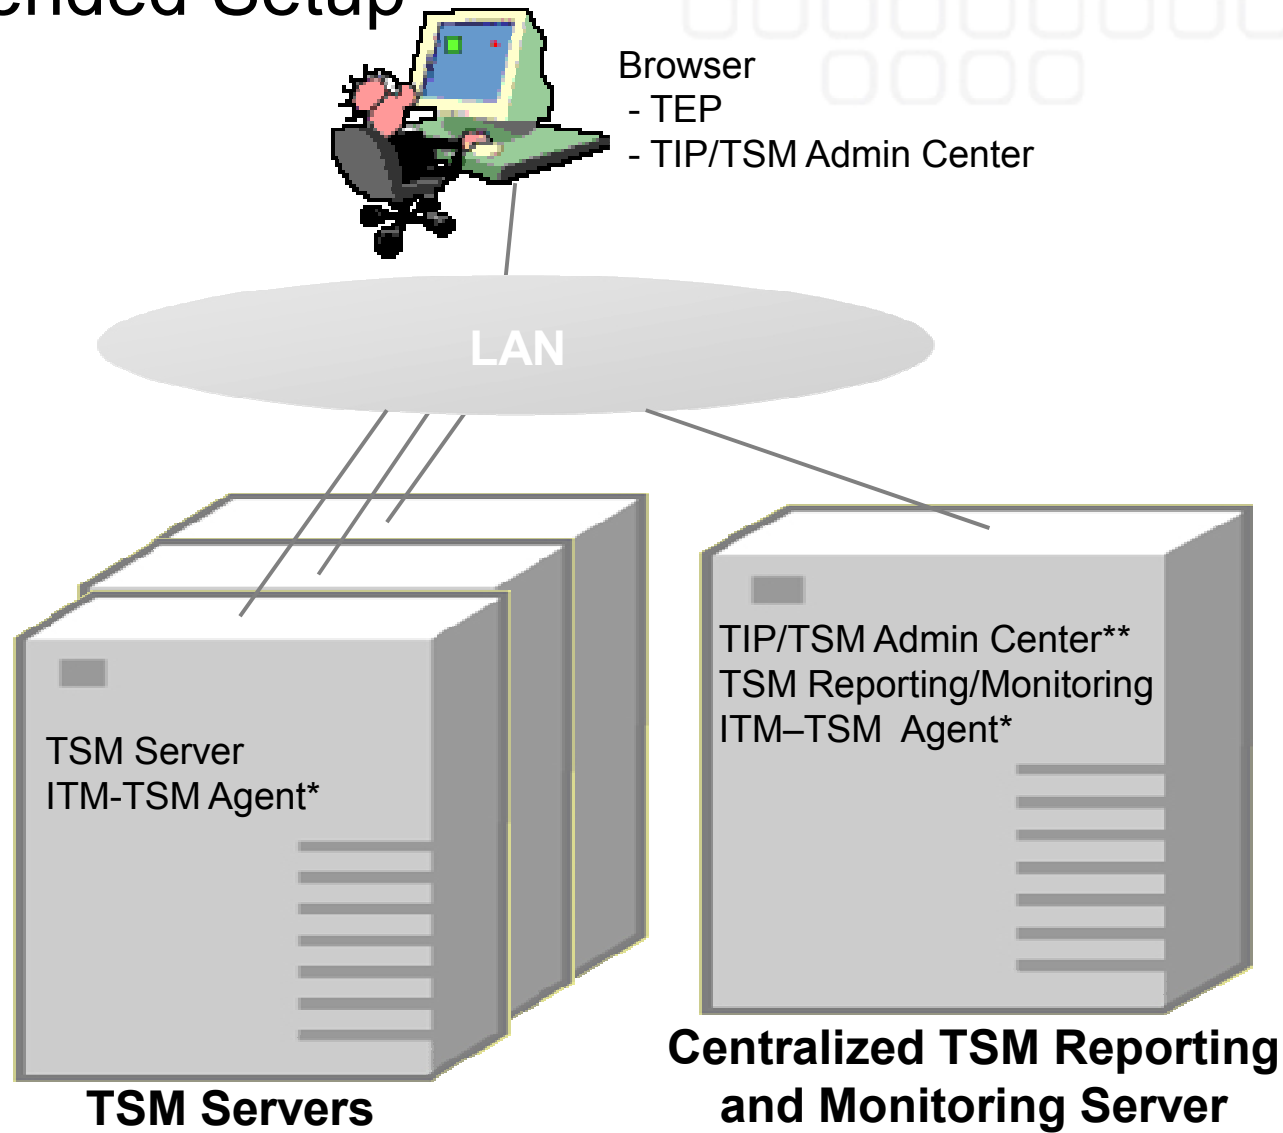 Setup
Browser
- TEP
- TIP/TSM Admin Center
LAN
TSM Server
ITM-TSM Agent*
TIP/TSM Admin Center**
TSM Reporting/Monitoring
ITM–TSM Agent*
TSM Servers
Centralized TSM Reporting
and Monitoring Server